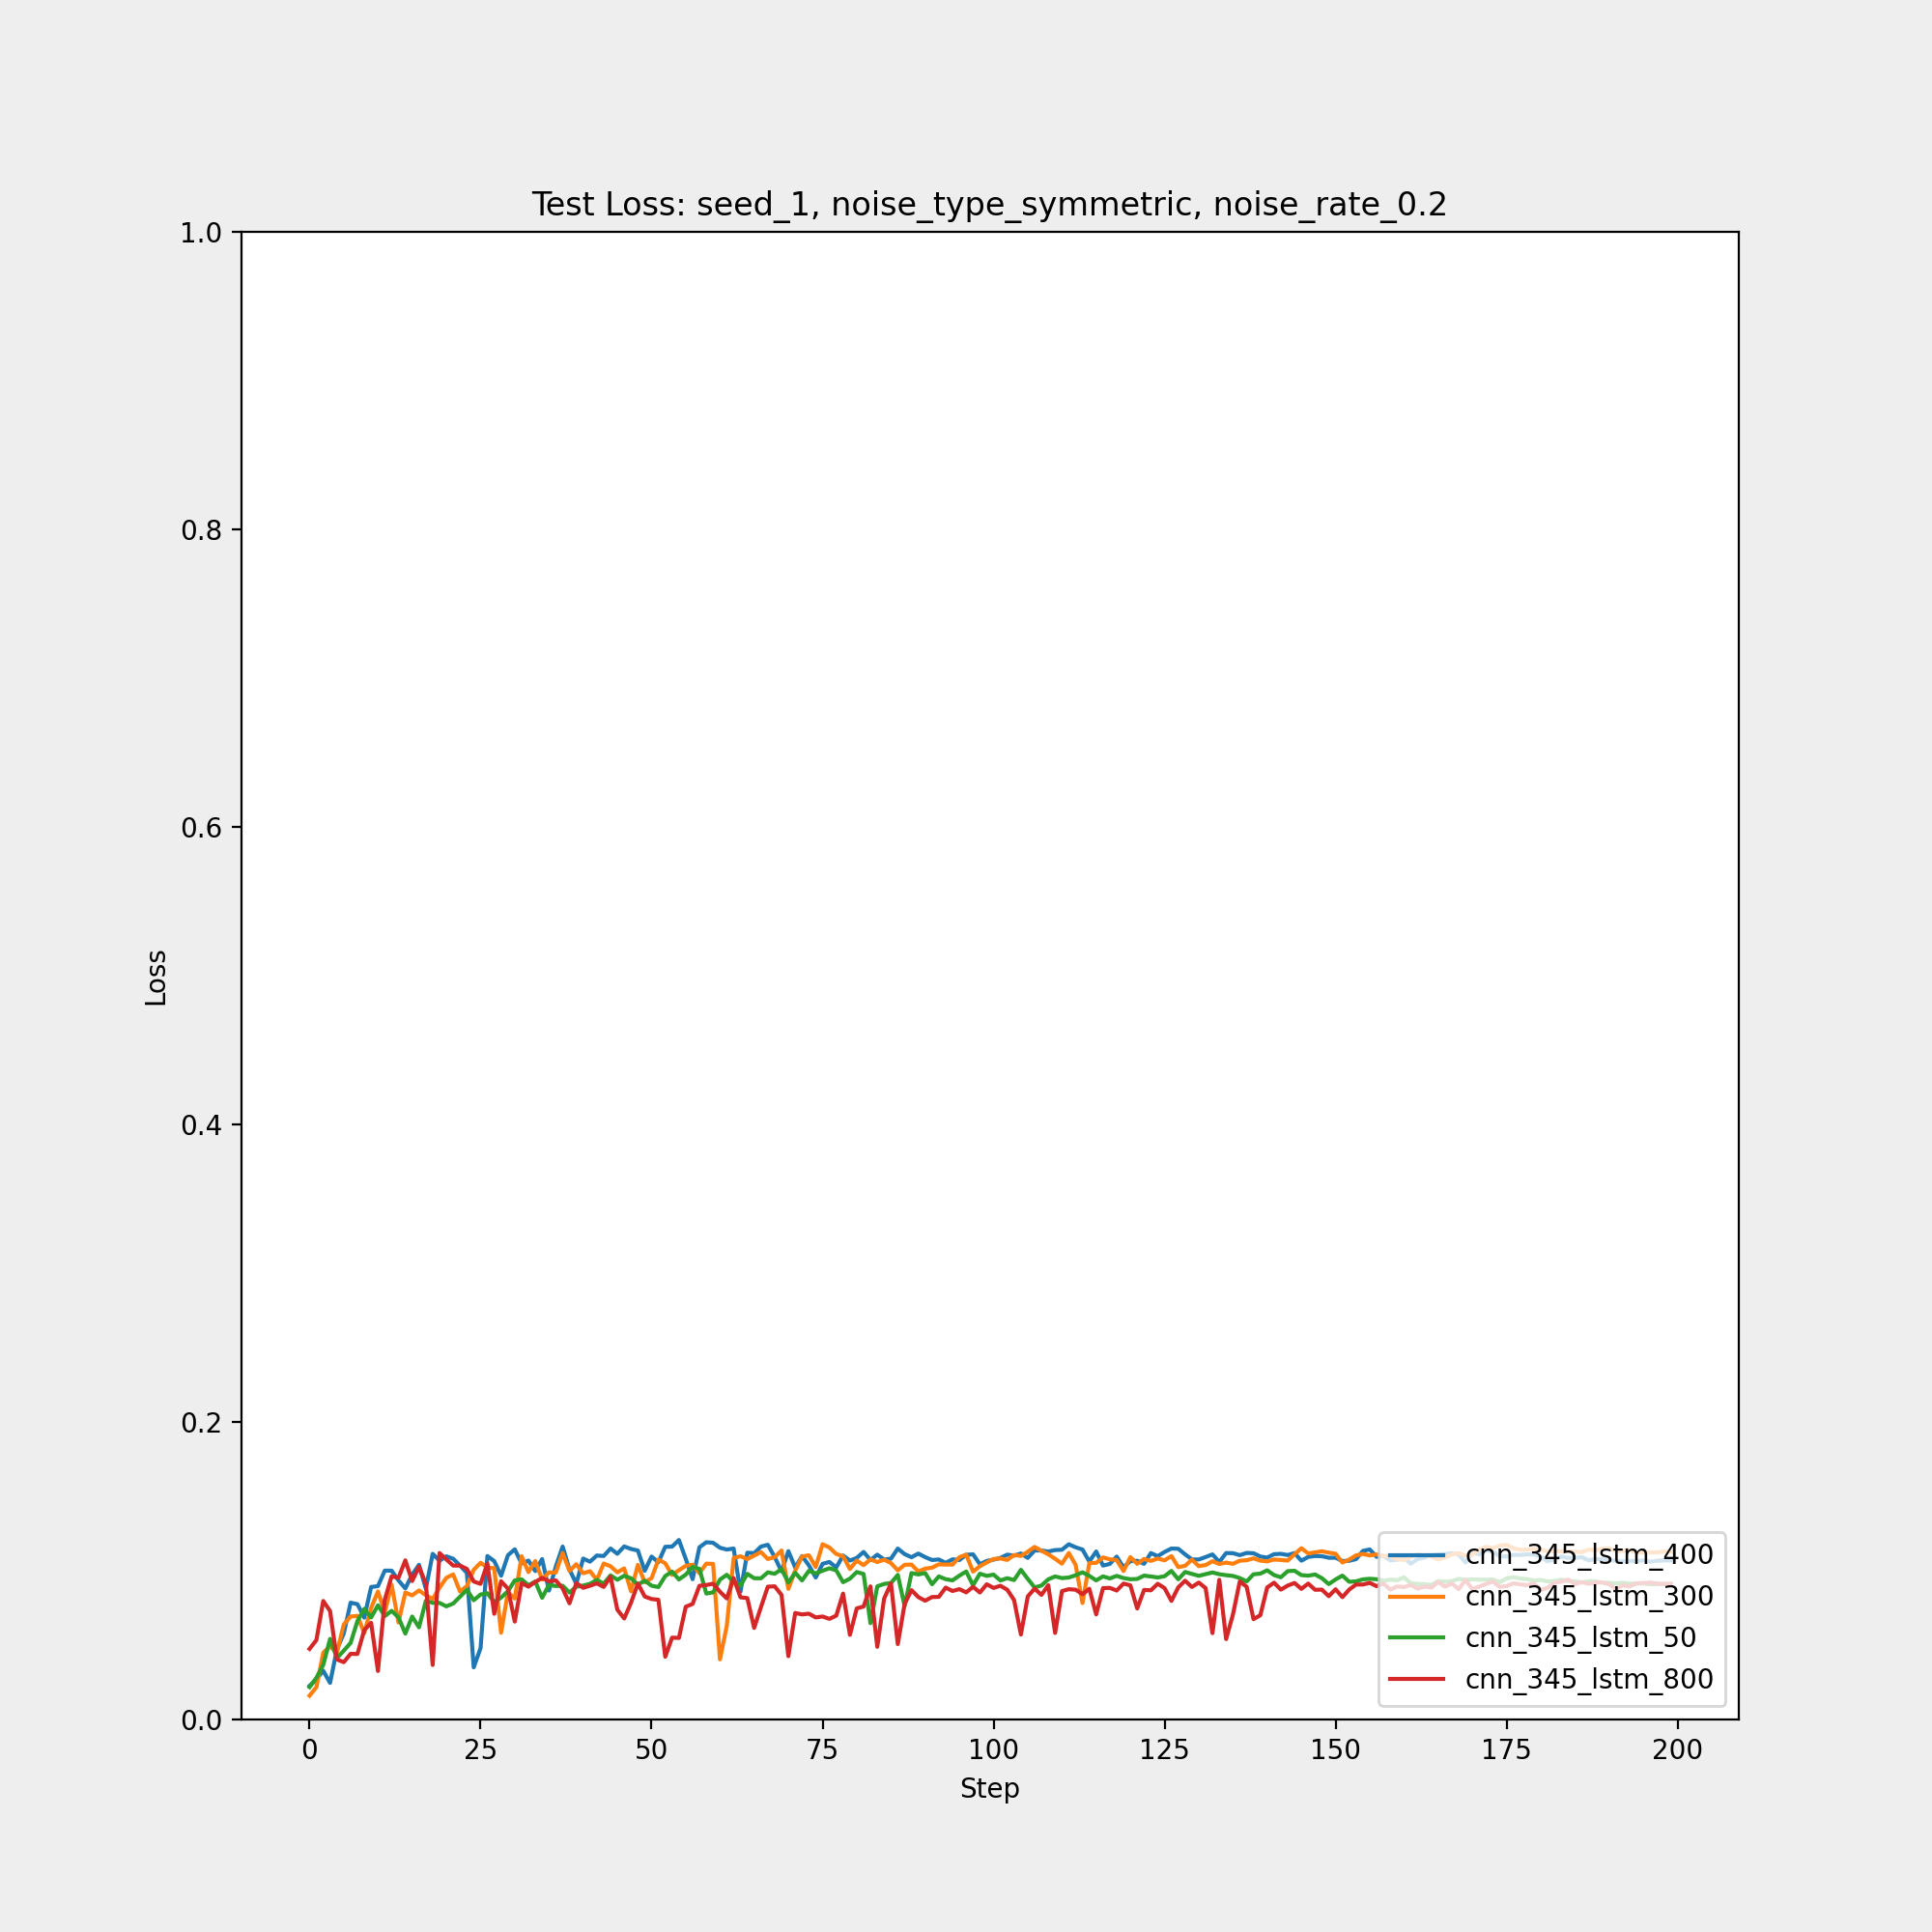 Test Loss: seed_1, noise_type_symmetric, noise_rate_0.2
1.0
0.8
0.6
0.4
0.2
0.0
Loss
0 25 50 75 100 125 150 175 200
Step
cnn_345_lstm_400
cnn_345_lstm_300
cnn_345_lstm_50
cnn_345_lstm_800